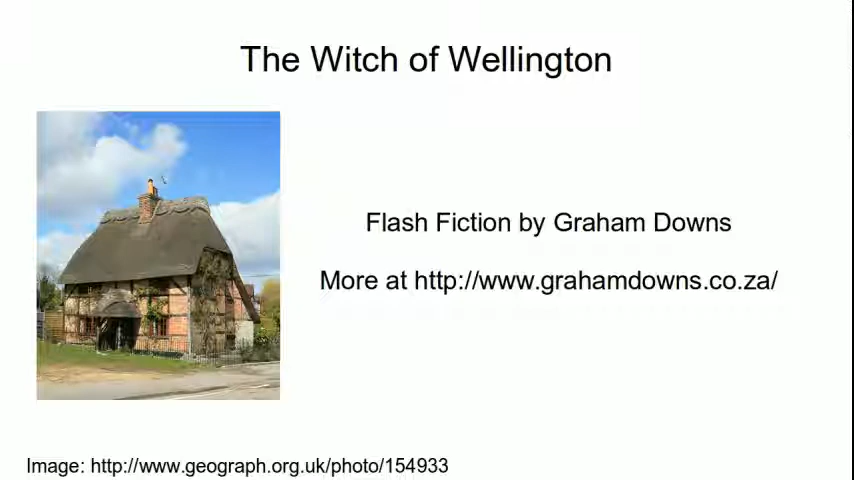 The Witch of Wellington
Flash Fiction by Graham Downs
More at http://www.grahamdowns.co.za/
Image: http://www.geograph.org.uk/photo/154933